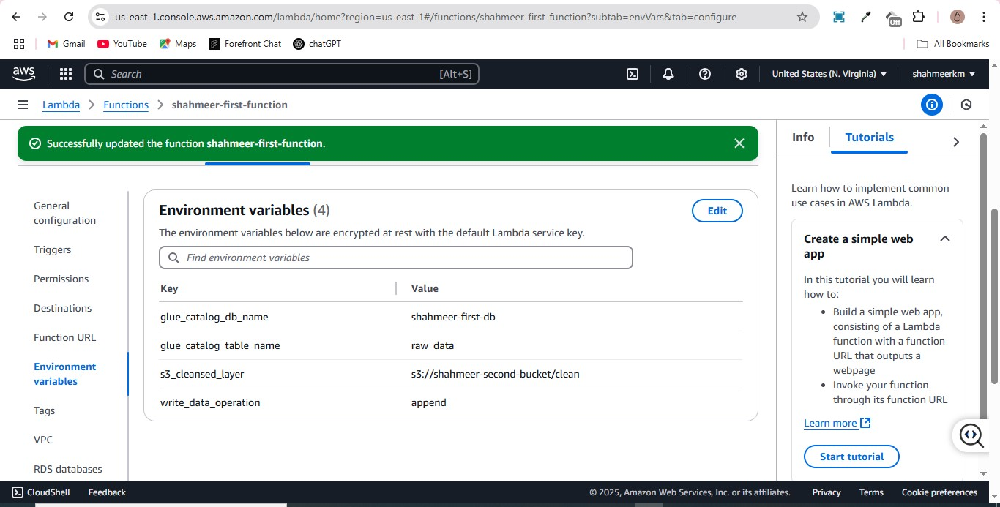 us-east-1.console.aws.amazon.com/lambda/home?region=us-east-1#/functions/shahmeer-first-function?subtab=envVars&tab=configure
Off
Gmail
YouTube
Maps
Forefront Chat
chatGPT
All Bookmarks
aws
Search
[Alt+S]
United States (N. Virginia)
shahmeerkm
Lambda
Functions
shahmeer-first-function
Successfully updated the function shahmeer-first-function.
General
configuration
Triggers
Permissions
Destinations
Function URL
Environment
variables
Tags
VPC
RDS databases
Environment variables (4)
Edit
The environment variables below are encrypted at rest with the default Lambda service key.
Find environment variables
Key Value
glue_catalog_db_name shahmeer-first-db
glue_catalog_table_name raw_data
s3_cleansed_layer s3://shahmeer-second-bucket/clean
write_data_operation append
Info
Tutorials
Learn how to implement common
use cases in AWS Lambda.
Create a simple web
app
In this tutorial you will learn
how to:
• Build a simple web app,
consisting of a Lambda
function with a function
URL that outputs a
webpage
• Invoke your function
through its function URL
Learn more
Start tutorial
CloudShell
Feedback
© 2025, Amazon Web Services, Inc. or its affiliates.
Privacy
Terms
Cookie preferences